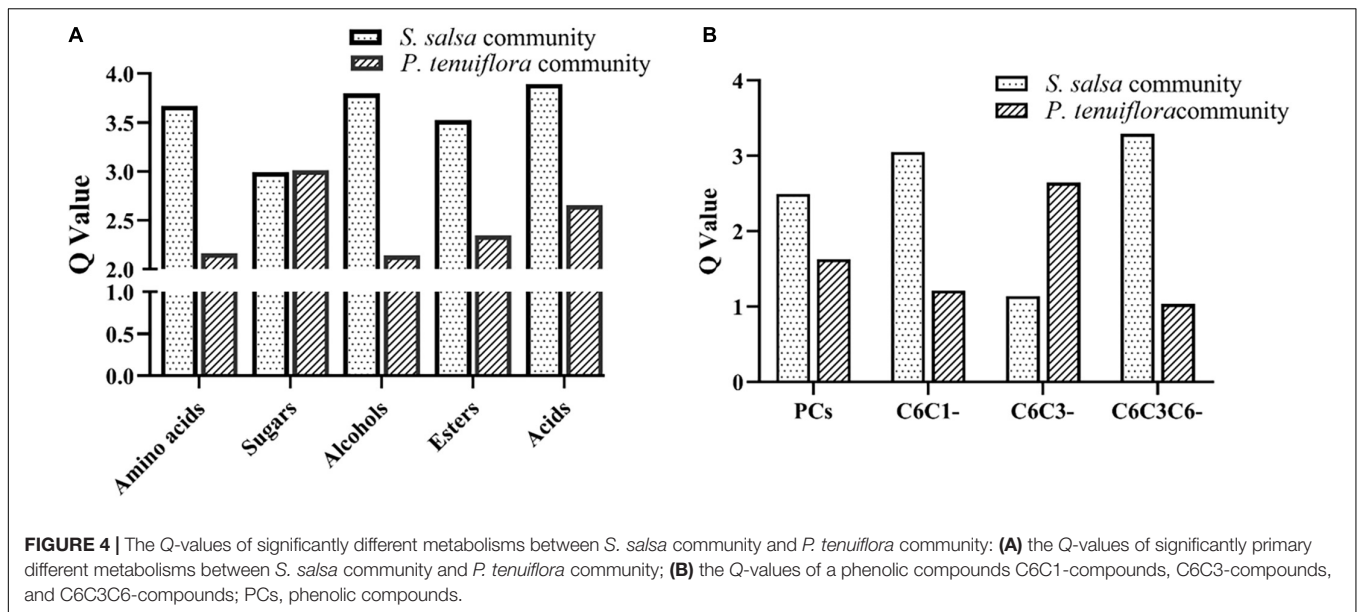 A
S. salsa community
P. tenuiflora community
Q Value
4.0
3.5
3.0
2.5
2.0
1.0
0.5
0.0
Amino acids
Sugars
Alcohols
Esters
Acids
B
S. salsa community
P. tenuifloracommunity
Q Value
4
3
2
1
0
PCs
C6C1-
C6C3-
C6C3C6-
FIGURE 4 | The Q-values of significantly different metabolisms between S. salsa community and P. tenuiflora community: (A) the Q-values of significantly primary
different metabolisms between S. salsa community and P. tenuiflora community; (B) the Q-values of a phenolic compounds C6C1-compounds, C6C3-compounds,
and C6C3C6-compounds; PCs, phenolic compounds.